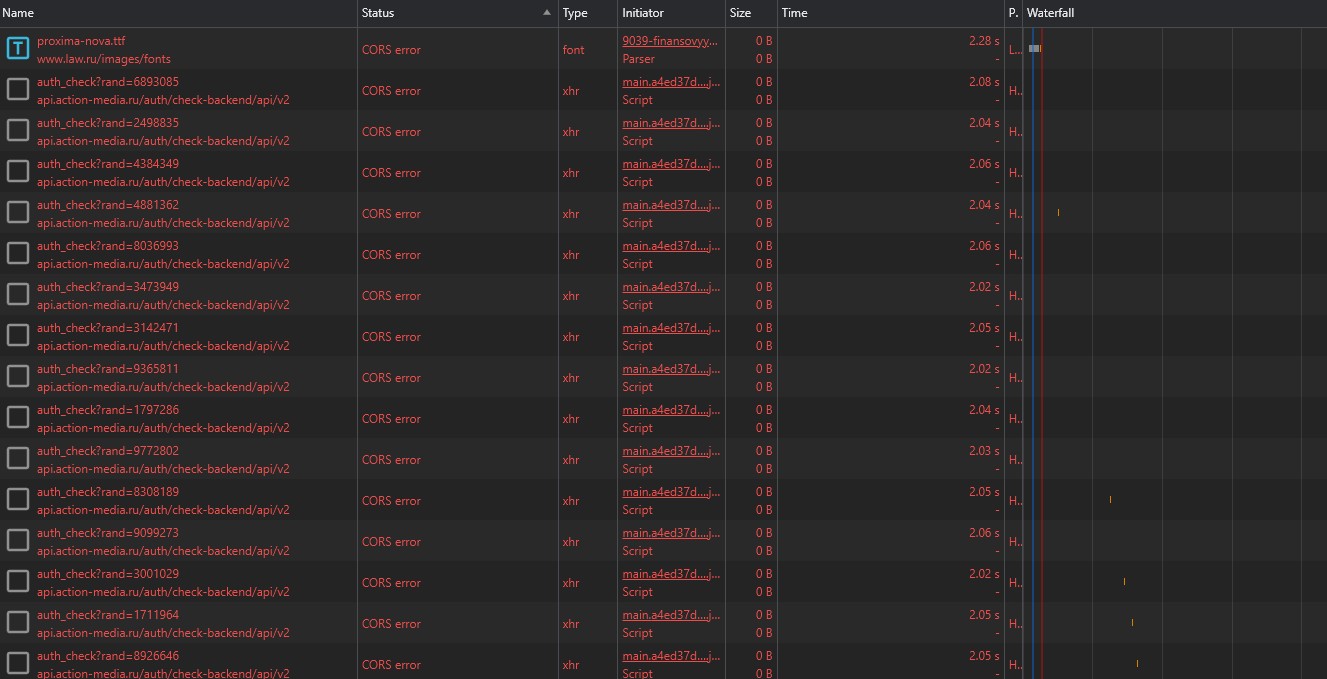 Name Status Type Initiator Size Time P. Waterfall
T proxima-nova.ttf CORS error font 9039-finansovyy... 0 B 2.28 s L...
www.law.ru/images/fonts Parser 0 B -
auth_check?rand=6893085 CORS error xhr main.a4ed37d....j... 0 B 2.08 s H..
api.action-media.ru/auth/check-backend/api/v2 Script 0 B -
auth_check?rand=2498835 CORS error xhr main.a4ed37d....j... 0 B 2.04 s H..
api.action-media.ru/auth/check-backend/api/v2 Script 0 B -
auth_check?rand=4384349 CORS error xhr main.a4ed37d....j... 0 B 2.06 s H..
api.action-media.ru/auth/check-backend/api/v2 Script 0 B -
auth_check?rand=4881362 CORS error xhr main.a4ed37d....j... 0 B 2.04 s H..
api.action-media.ru/auth/check-backend/api/v2 Script 0 B -
auth_check?rand=8036993 CORS error xhr main.a4ed37d....j... 0 B 2.06 s H..
api.action-media.ru/auth/check-backend/api/v2 Script 0 B -
auth_check?rand=3473949 CORS error xhr main.a4ed37d....j... 0 B 2.02 s H..
api.action-media.ru/auth/check-backend/api/v2 Script 0 B -
auth_check?rand=3142471 CORS error xhr main.a4ed37d....j... 0 B 2.05 s H..
api.action-media.ru/auth/check-backend/api/v2 Script 0 B -
auth_check?rand=9365811 CORS error xhr main.a4ed37d....j... 0 B 2.02 s H..
api.action-media.ru/auth/check-backend/api/v2 Script 0 B -
auth_check?rand=1797286 CORS error xhr main.a4ed37d....j... 0 B 2.04 s H..
api.action-media.ru/auth/check-backend/api/v2 Script 0 B -
auth_check?rand=9772802 CORS error xhr main.a4ed37d....j... 0 B 2.03 s H..
api.action-media.ru/auth/check-backend/api/v2 Script 0 B -
auth_check?rand=8308189 CORS error xhr main.a4ed37d....j... 0 B 2.05 s H..
api.action-media.ru/auth/check-backend/api/v2 Script 0 B -
auth_check?rand=9099273 CORS error xhr main.a4ed37d....j... 0 B 2.06 s H..
api.action-media.ru/auth/check-backend/api/v2 Script 0 B -
auth_check?rand=3001029 CORS error xhr main.a4ed37d....j... 0 B 2.02 s H..
api.action-media.ru/auth/check-backend/api/v2 Script 0 B -
auth_check?rand=1711964 CORS error xhr main.a4ed37d....j... 0 B 2.05 s H..
api.action-media.ru/auth/check-backend/api/v2 Script 0 B -
auth_check?rand=8926646 CORS error xhr main.a4ed37d....j... 0 B 2.05 s H..
api.action-media.ru/auth/check-backend/api/v2 Script 0 B -